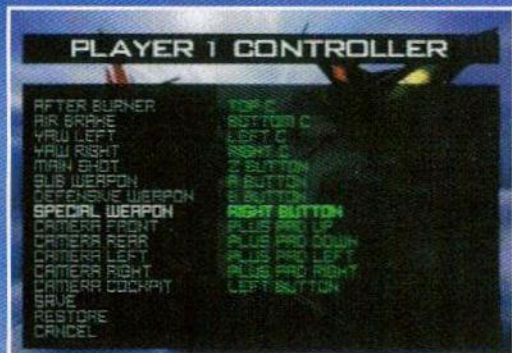 PLAYER 1 CONTROLLER
AFTER BURNER TOP C
AIR BRAKE BOTTOM C
YAW LEFT LEFT C
YAW RIGHT RIGHT C
MAIN SHOT Z BUTTON
SUB WEAPON A BUTTON
DEFENSIVE WEAPON B BUTTON
SPECIAL WEAPON RIGHT BUTTON
CAMERA FRONT PLUS PAD UP
CAMERA REAR PLUS PAD DOWN
CAMERA LEFT PLUS PAD LEFT
CAMERA RIGHT PLUS PAD RIGHT
CAMERA COCKPIT LEFT BUTTON
SAVE
RESTORE
CANCEL